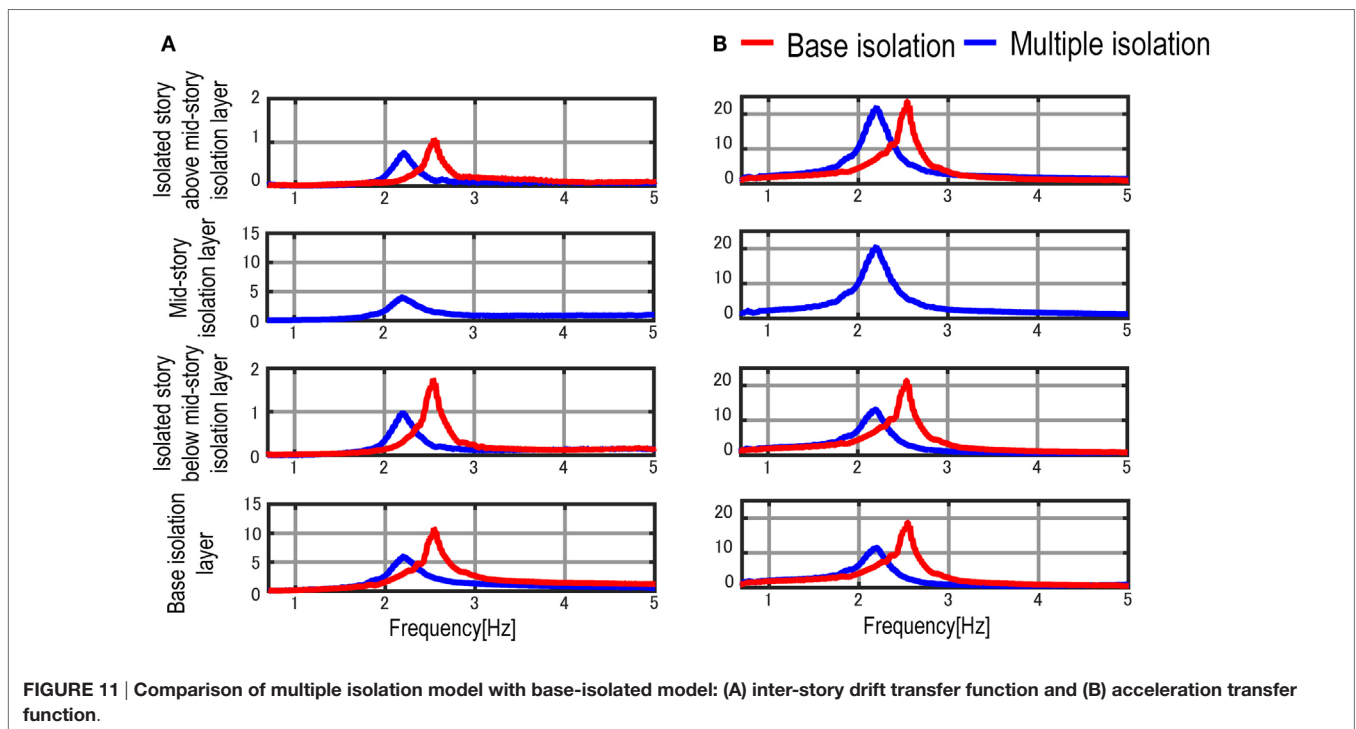 A
B Base isolation Multiple isolation
Isolated story
above mid-story
isolation layer
2
1
0
1 2 3 4 5
20
10
0
1 2 3 4 5
Mid-story
isolation layer
15
10
5
0
1 2 3 4 5
20
10
0
1 2 3 4 5
Isolated story
below mid-story
isolation layer
2
1
0
1 2 3 4 5
20
10
0
1 2 3 4 5
Base isolation
layer
15
10
5
0
1 2 3 4 5
Frequency[Hz]
20
10
0
1 2 3 4 5
Frequency[Hz]
FIGURE 11 | Comparison of multiple isolation model with base-isolated model: (A) inter-story drift transfer function and (B) acceleration transfer
function.